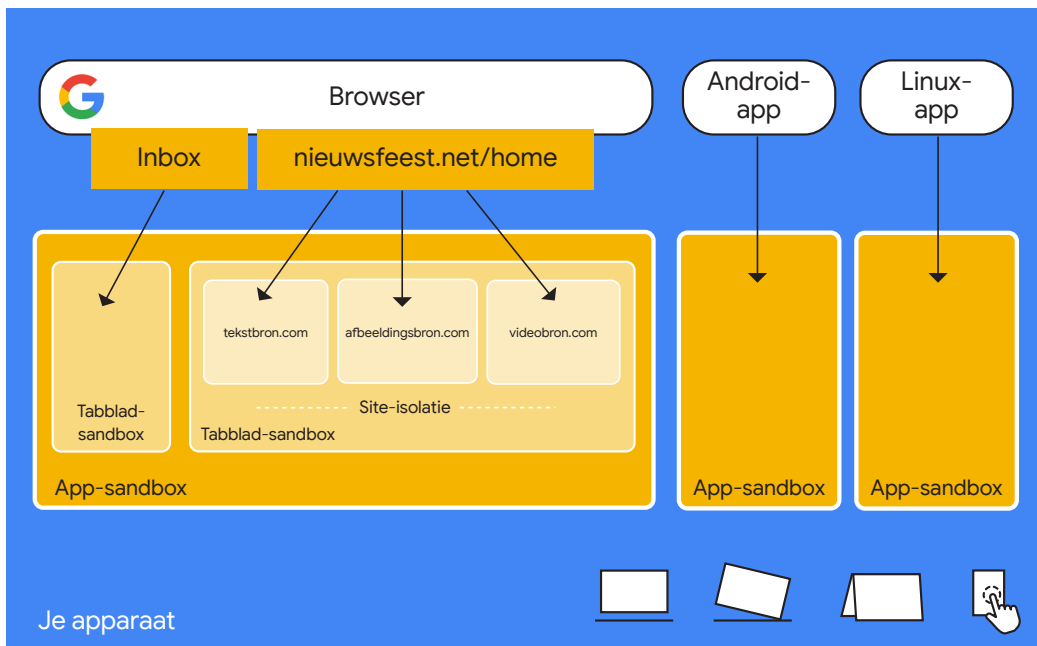 Browser
Android-
app
Linux-
app
Inbox
nieuwsfeest.net/home
tekstbron.com
afbeeldingsbron.com
videobron.com
Site-isolatie
Tabblad-
sandbox
Tabblad-sandbox
App-sandbox
App-sandbox
App-sandbox
Je apparaat